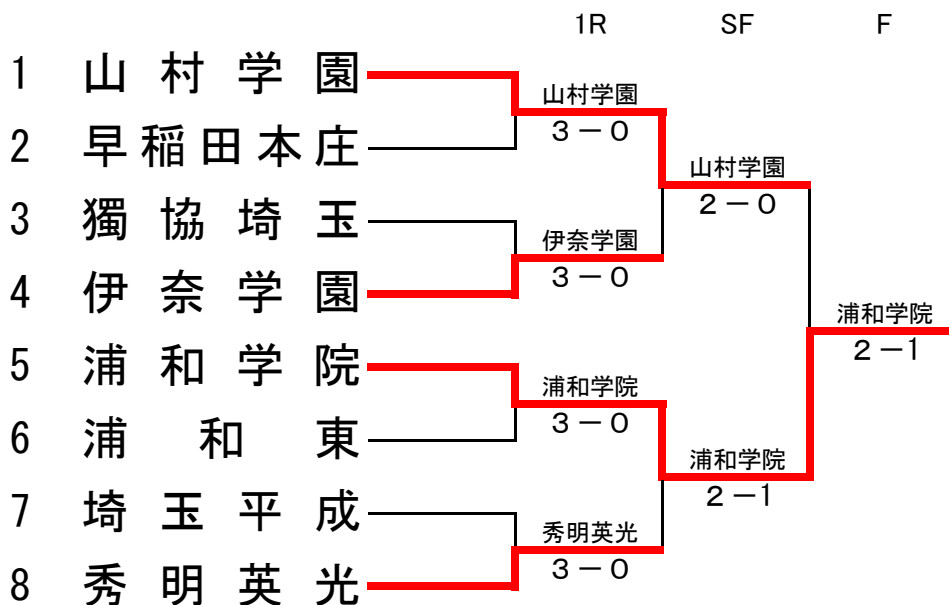 1R SF F
1 山村学園
2 早稲田本庄
3 獨協埼玉
4 伊奈学園
5 浦和学院
6 浦和東
7 埼玉平成
8 秀明英光
山村学園
3－0
伊奈学園
3－0
浦和学院
3－0
秀明英光
3－0
山村学園
2－0
浦和学院
2－1
浦和学院
2－1